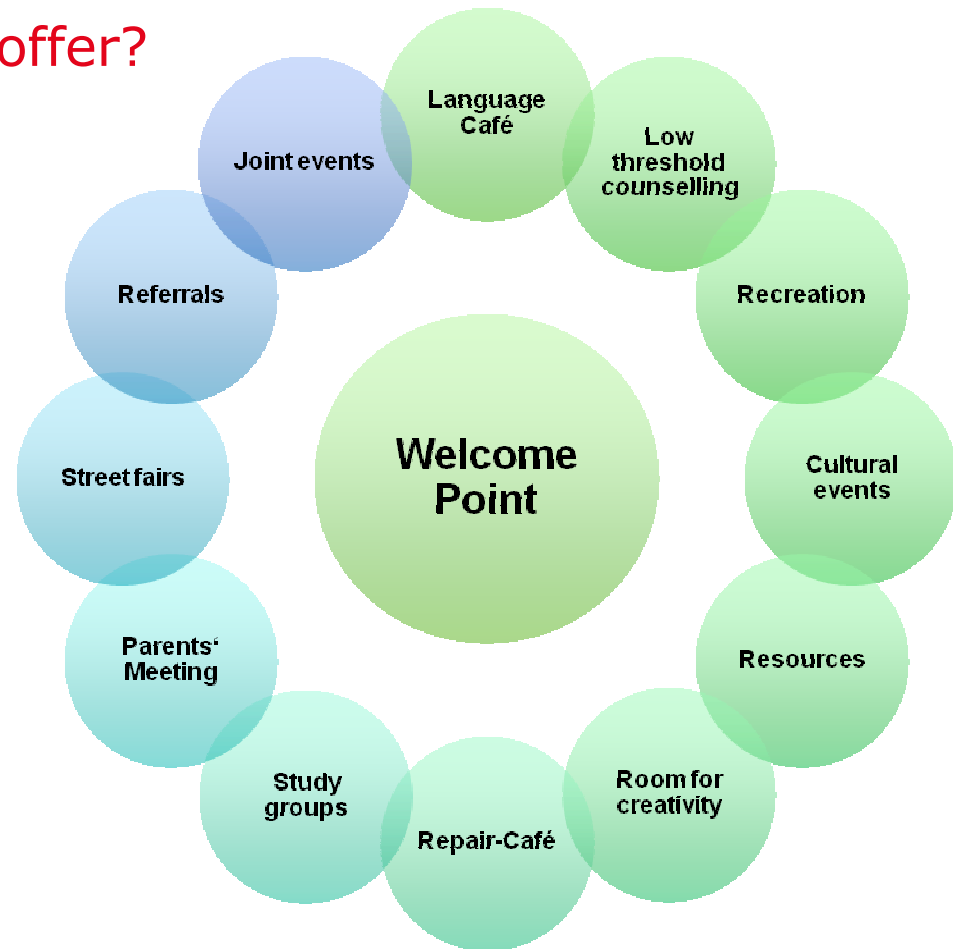 offer?
Language
Café
Low
threshold
counselling
Recreation
Cultural
events
Resources
Room for
creativity
Repair-Café
Study
groups
Parents‘
Meeting
Street fairs
Referrals
Joint events
Welcome
Point